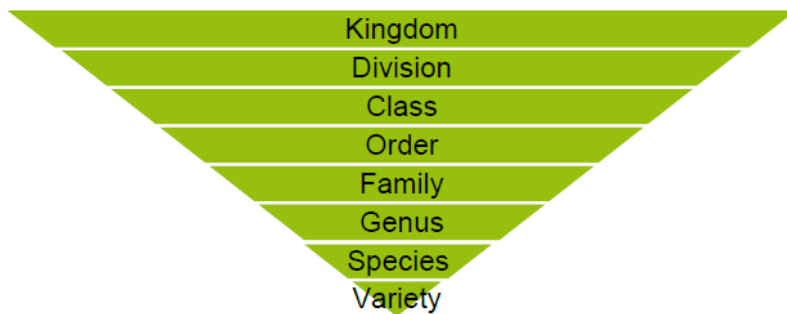 Kingdom
Division
Class
Order
Family
Genus
Species
Variety